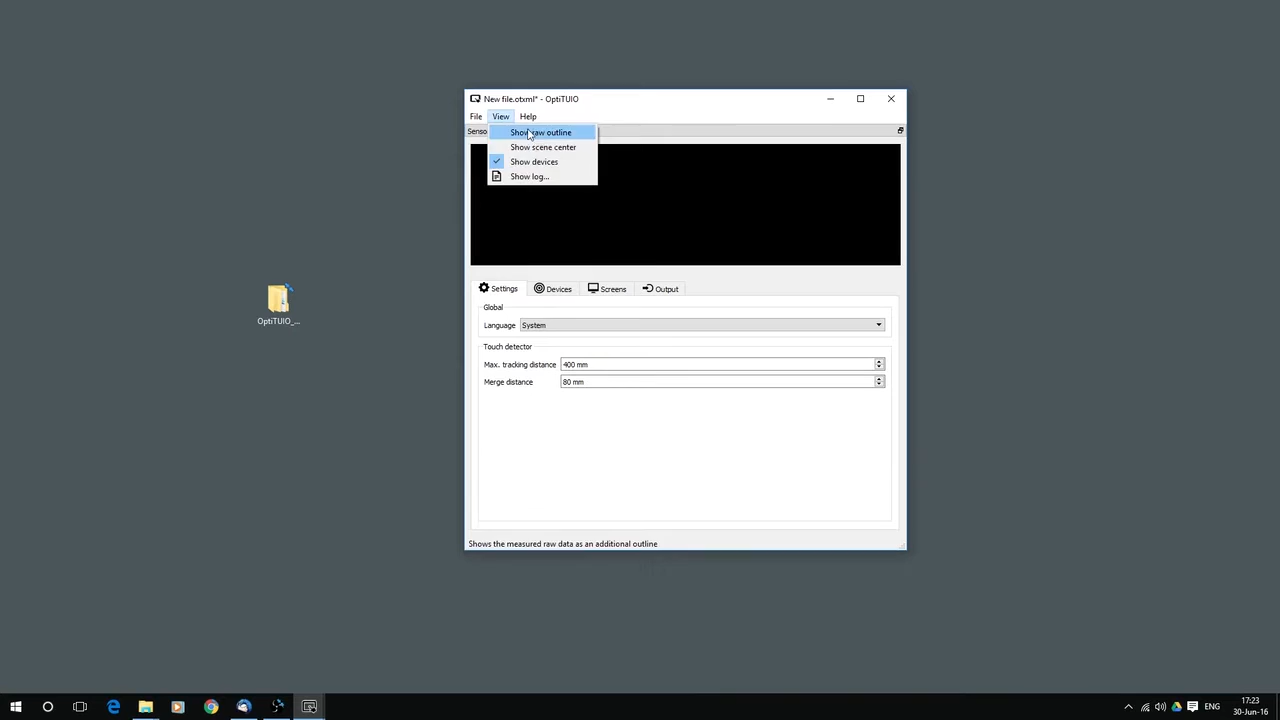 New file.otxml* - OptiTUIO
File View Help
Senso
Show raw outline
Show scene center
Show devices
Show log...
Settings Devices Screens Output
Global
Language System
Touch detector
Max. tracking distance 400 mm
Merge distance 80 mm
Shows the measured raw data as an additional outline
OptiTUIO_...
ENG
17:23
30-Jun-16